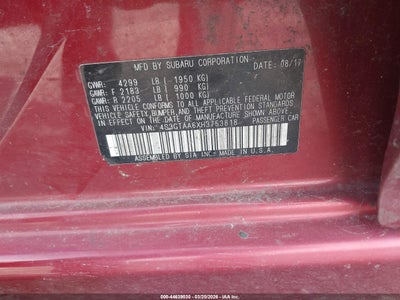 MFD BY SUBARU CORPORATION DATE: 08/17
GVWR: 4299 LB ( 1950 KG)
GAWR: F 2183 LB ( 990 KG)
GAWR: R 2205 LB ( 1000 KG)
THIS VEHICLE CONFORMS TO ALL APPLICABLE FEDERAL MOTOR
VEHICLE SAFETY, BUMPER, AND THEFT PREVENTION STANDARDS
IN EFFECT ON THE DATE OF MANUFACTURE SHOWN ABOVE.
VIN: 4S3GTAA6XH3753818 PASSENGER CAR
ASSEMBLED BY SIA INC. MADE IN U.S.A.
000-44639030 - 03/20/2026 - IAAI.COM